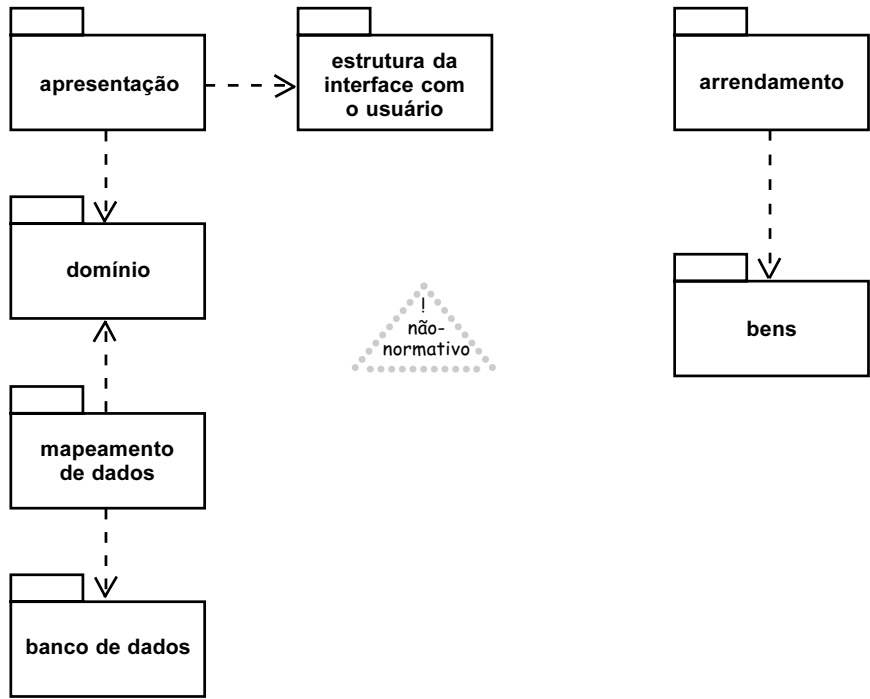 apresentação
estrutura da
interface com
o usuário
arrendamento
domínio
!
não-
normativo
bens
mapeamento
de dados
banco de dados